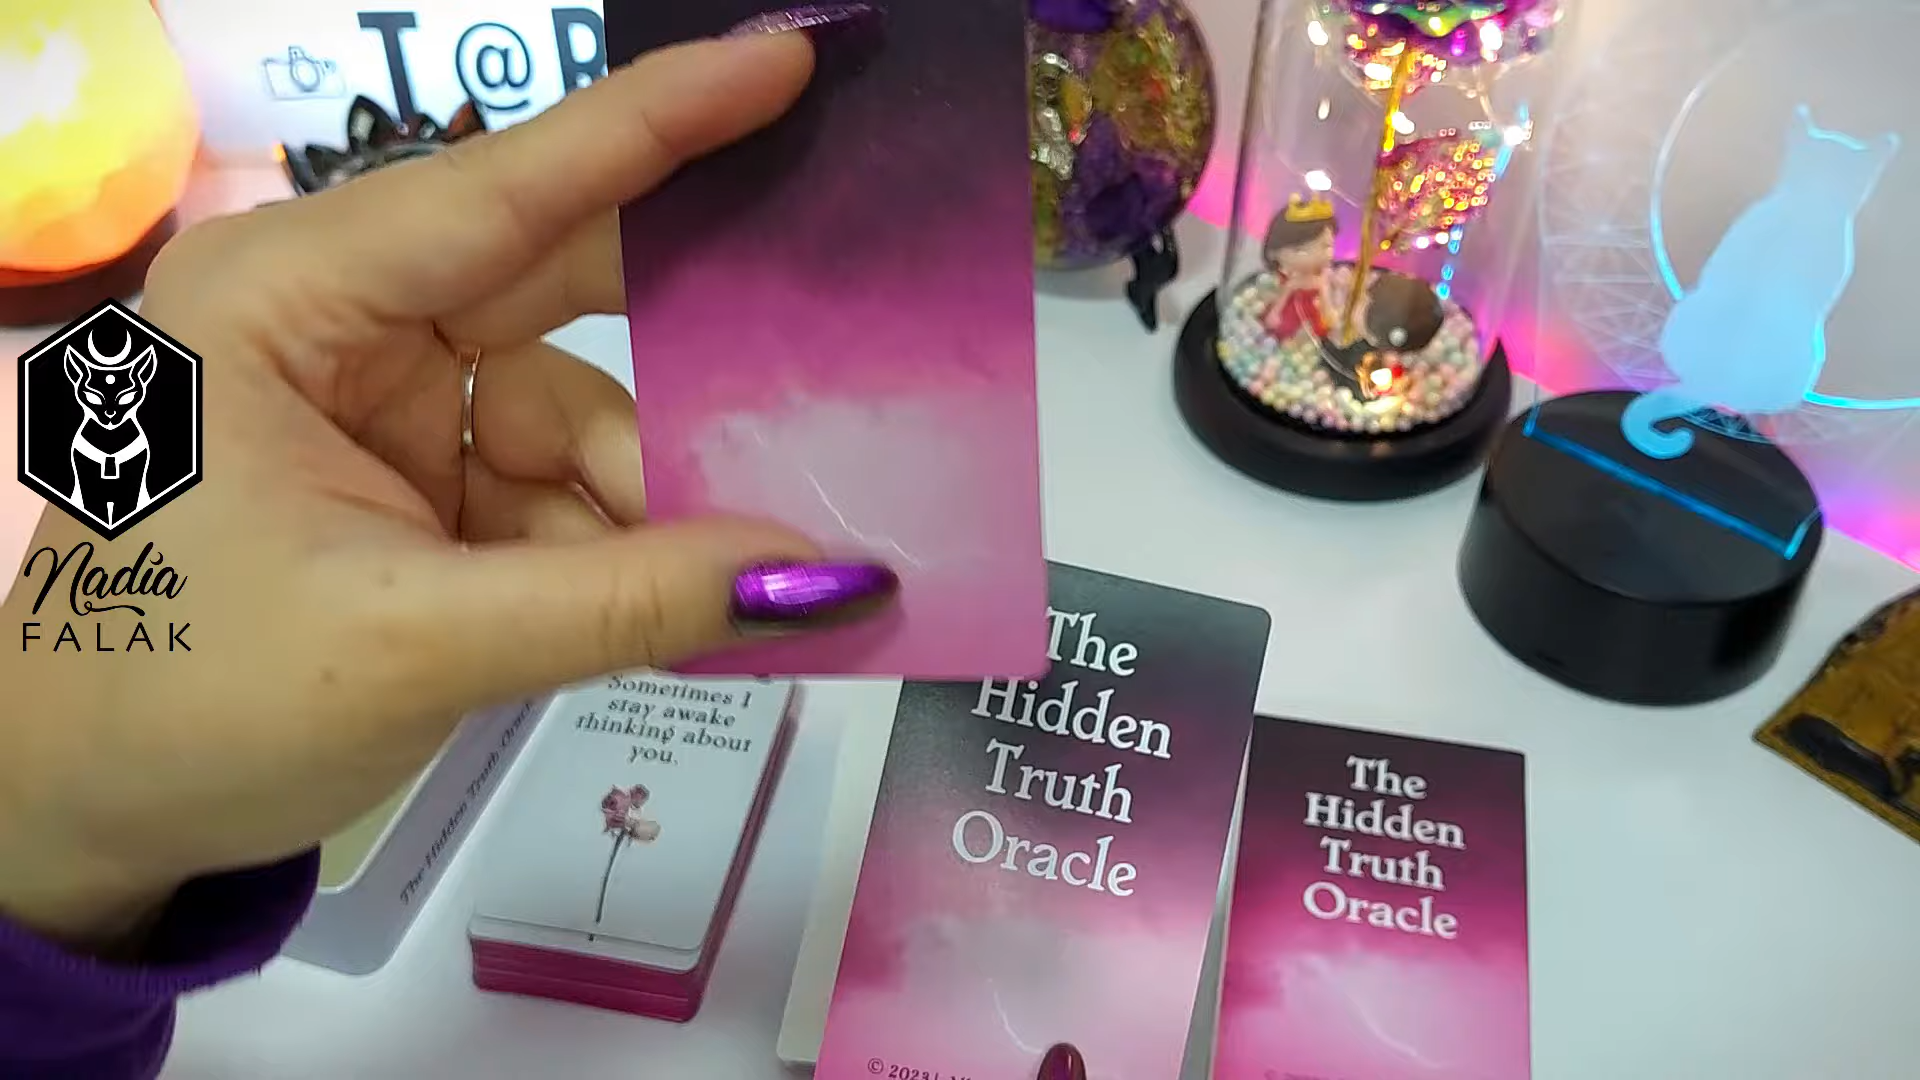 T@R
Nadia
FALAK
Sometimes I
stay awake
thinking about
you.
The Hidden Truth Oracle
The
Hidden
Truth
Oracle
© 2023
The
Hidden
Truth
Oracle